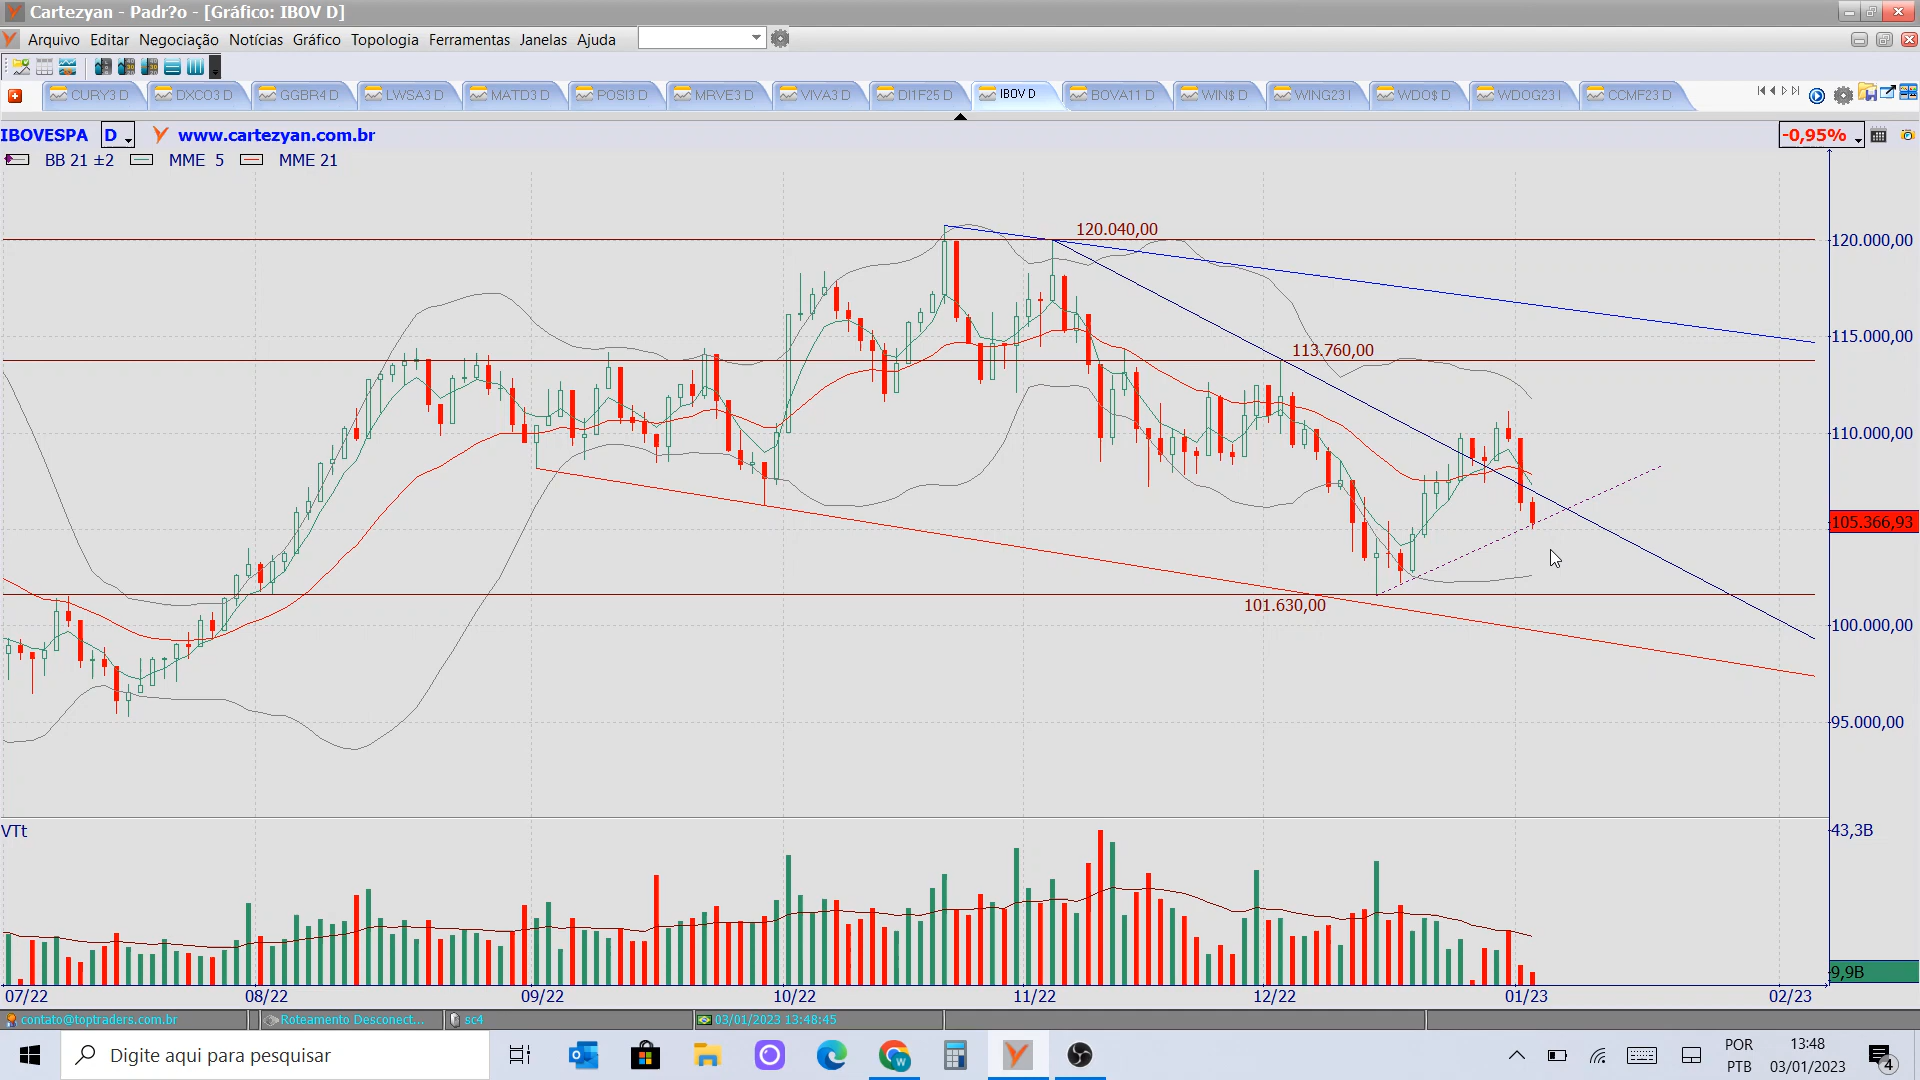 Cartezyan - Padr?o - [Gráfico: IBOV D]
Arquivo Editar Negociação Notícias Gráfico Topologia Ferramentas Janelas Ajuda
CURY3 D DXCO3 D GGBR4 D LWSA3 D MATD3 D POSI3 D MRVE3 D VIVA3 D DI1F25 D IBOV D BOVA11 D WIN$ D WING23 I WDO$ D WDOG23 I CCMF23 D
IBOVESPA D www.cartezyan.com.br -0,95%
BB 21 ±2 MME 5 MME 21
120.040,00
120.000,00
115.000,00
113.760,00
110.000,00
105.366,93
101.630,00
100.000,00
95.000,00
VTt
43,3B
9,9B
07/22 08/22 09/22 10/22 11/22 12/22 01/23 02/23
contato@toptraders.com.br Roteamento Desconect... sc4 03/01/2023 13:48:45
Digite aqui para pesquisar
POR
PTB
13:48
03/01/2023
4